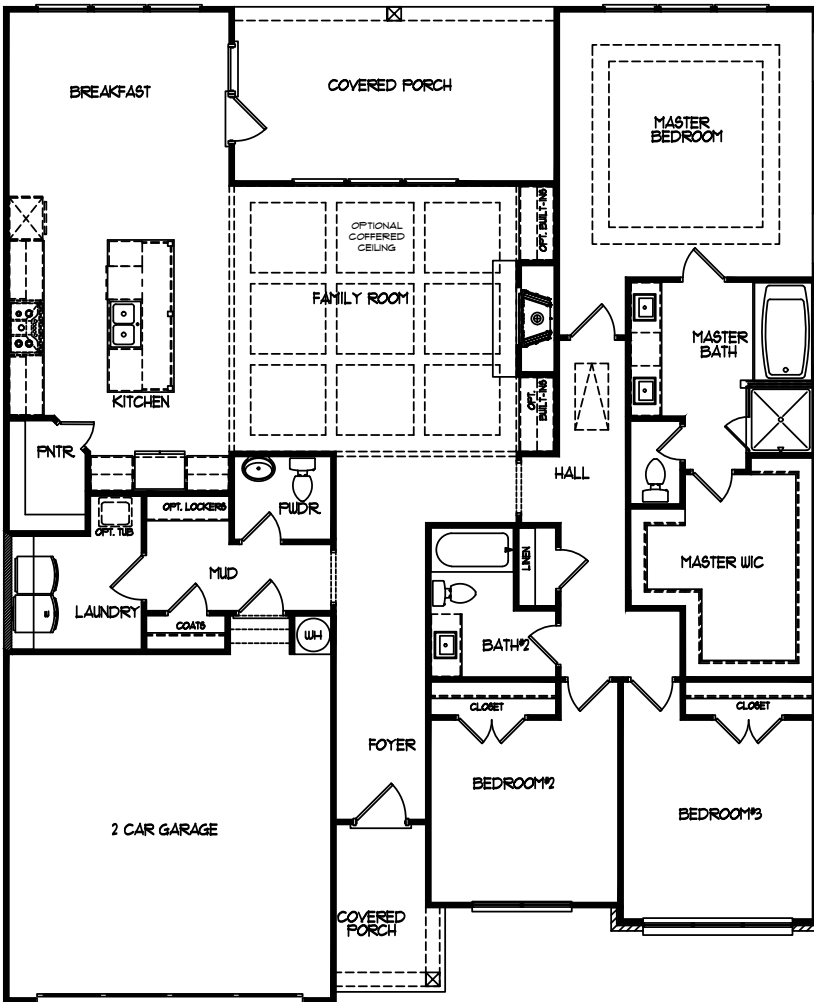 BREAKFAST
COVERED PORCH
MASTER
BEDROOM
OPT. BUILT-INS
OPTIONAL
COFFERED
CEILING
FAMILY ROOM
MASTER
BATH
KITCHEN
OPT.
BUILT-INS
PNTR
HALL
OPT. LOCKERS
PWDR
OPT. TUB
LINEN
MUD
MASTER WIC
LAUNDRY
COATS
WH
BATH#2
CLOSET
CLOSET
FOYER
BEDROOM#2
2 CAR GARAGE
BEDROOM#3
COVERED
PORCH